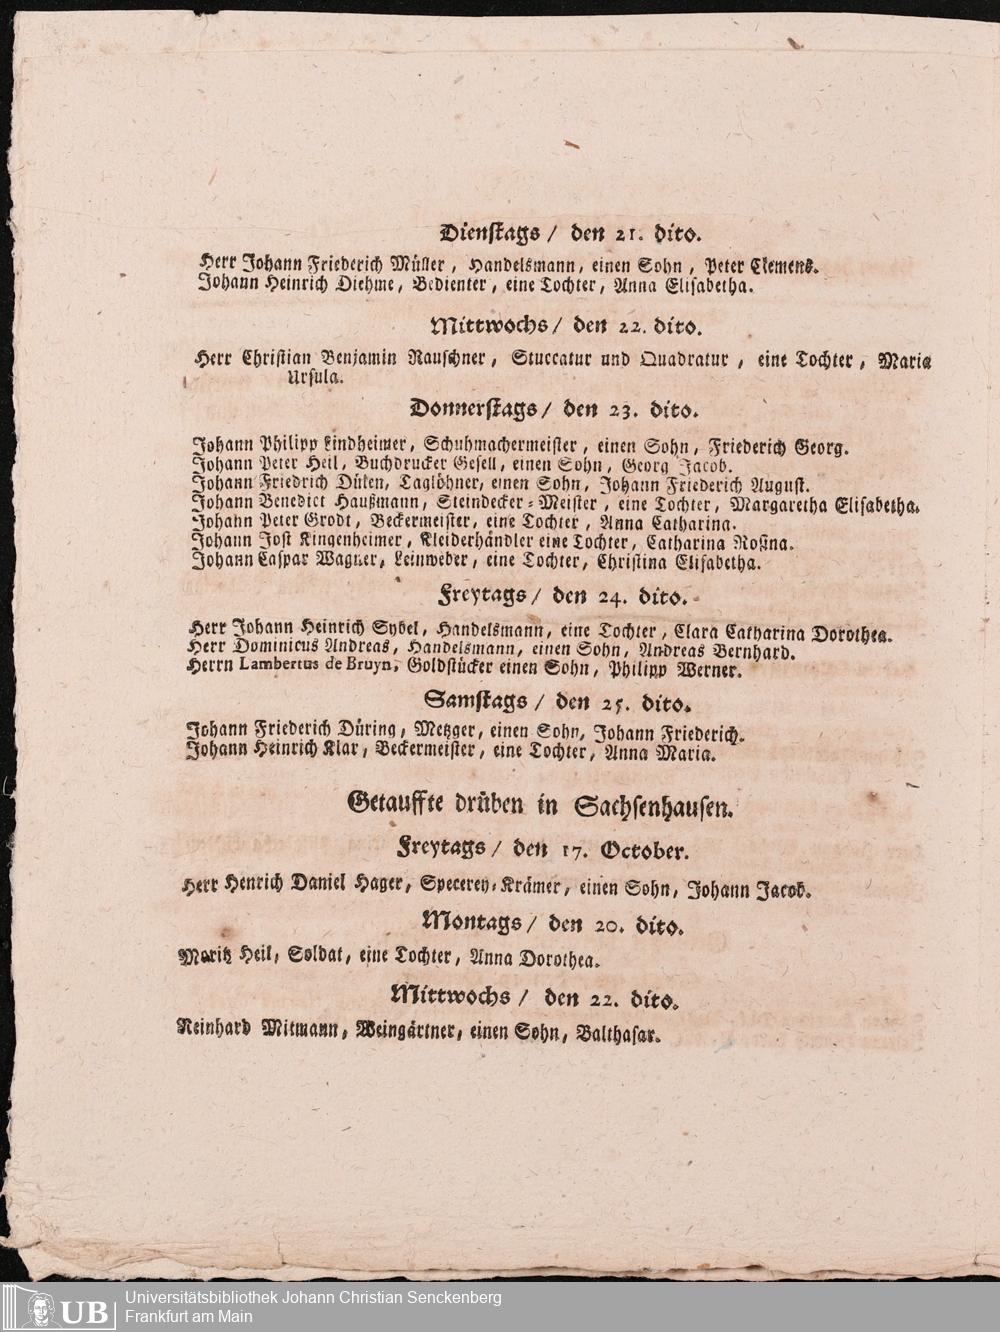 Dienstags / den 21. dito.
Herr Johann Friederich Müller, Handelsmann, einen Sohn, Peter Clemens.
Johann Heinrich Diehme, Bedienter, eine Tochter, Anna Elisabetha.
Mittwochs / den 22. dito.
Herr Christian Benjamin Rauschner, Stuccatur und Quadratur, eine Tochter, Maria
Ursula.
Donnerstags / den 23. dito.
Johann Philipp Lindheimer, Schuhmachermeister, einen Sohn, Friederich Georg.
Johann Peter Heil, Buchdrucker Gesell, einen Sohn, Georg Jacob.
Johann Friedrich Düten, Taglöhner, einen Sohn, Johann Friederich August.
Johann Benedict Haußmann, Steindecker-Meister, eine Tochter, Margaretha Elisabetha.
Johann Peter Grodt, Beckermeister, eine Tochter, Anna Catharina.
Johann Jost Kingenheimer, Kleiderhändler eine Tochter, Catharina Rosina.
Johann Caspar Wagner, Leinweber, eine Tochter, Christina Elisabetha.
Freytags / den 24. dito.
Herr Johann Heinrich Sybel, Handelsmann, eine Tochter, Clara Catharina Dorothea.
Herr Dominicus Andreas, Handelsmann, einen Sohn, Andreas Bernhard.
Herrn Lambertus de Bruyn, Goldstücker einen Sohn, Philipp Werner.
Samstags / den 25. dito.
Johann Friederich Düring, Metzger, einen Sohn, Johann Friederich.
Johann Heinrich Klar, Beckermeister, eine Tochter, Anna Maria.
Getauffte drüben in Sachsenhausen.
Freytags / den 17. October.
Herr Henrich Daniel Hager, Specerey-Krämer, einen Sohn, Johann Jacob.
Montags / den 20. dito.
Moritz Heil, Soldat, eine Tochter, Anna Dorothea.
Mittwochs / den 22. dito.
Reinhard Mitmann, Weingärtner, einen Sohn, Balthasar.
UB
Universitätsbibliothek Johann Christian Senckenberg
Frankfurt am Main